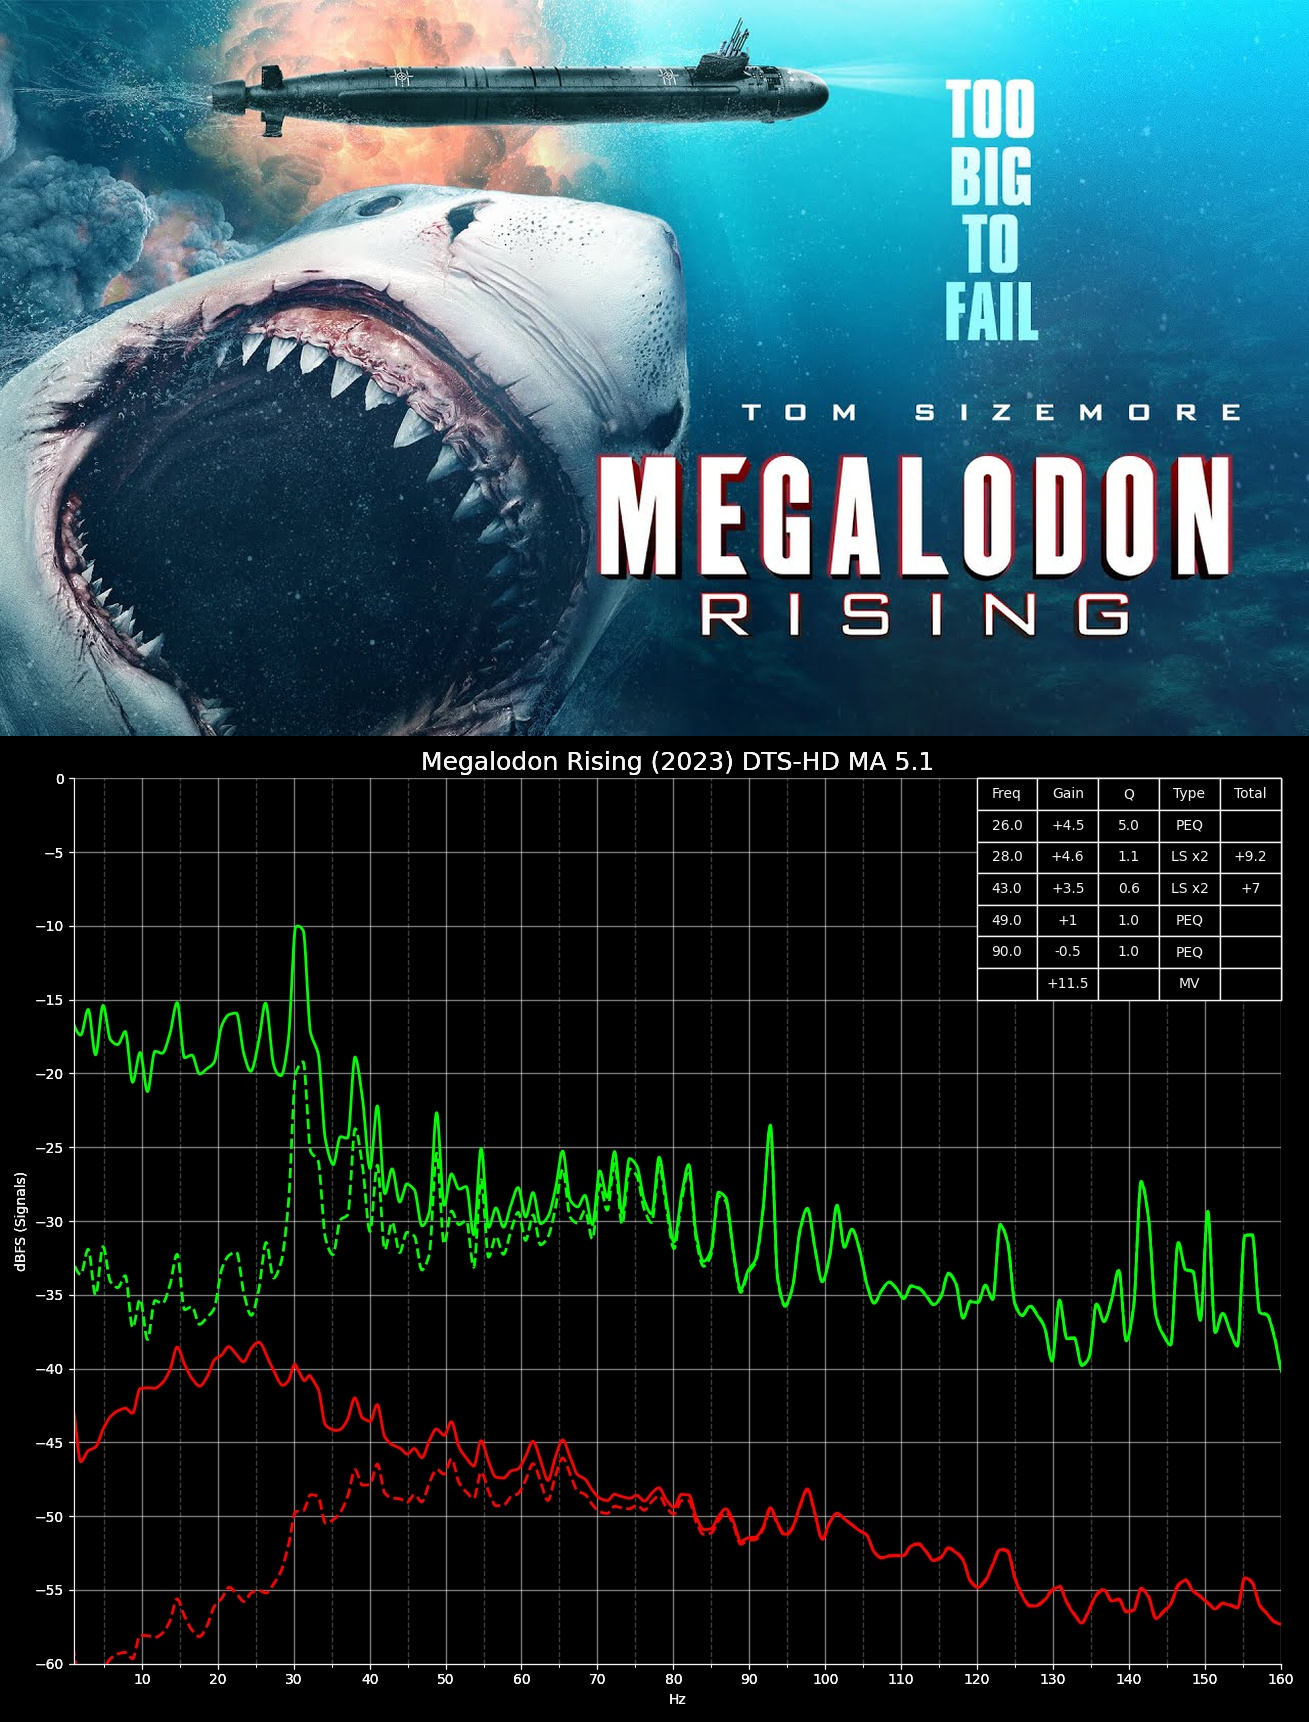 TOO
BIG
TO
FAIL
TOM SIZEMORE
MEGALODON
RISING
Megalodon Rising (2023) DTS-HD MA 5.1
Freq Gain Q Type Total
26.0 +4.5 5.0 PEQ
28.0 +4.6 1.1 LS x2 +9.2
43.0 +3.5 0.6 LS x2 +7
49.0 +1 1.0 PEQ
90.0 -0.5 1.0 PEQ
+11.5 MV
0
−5
−10
−15
−20
−25
−30
−35
−40
−45
−50
−55
−60
dBFS (Signals)
10 20 30 40 50 60 70 80 90 100 110 120 130 140 150 160
Hz